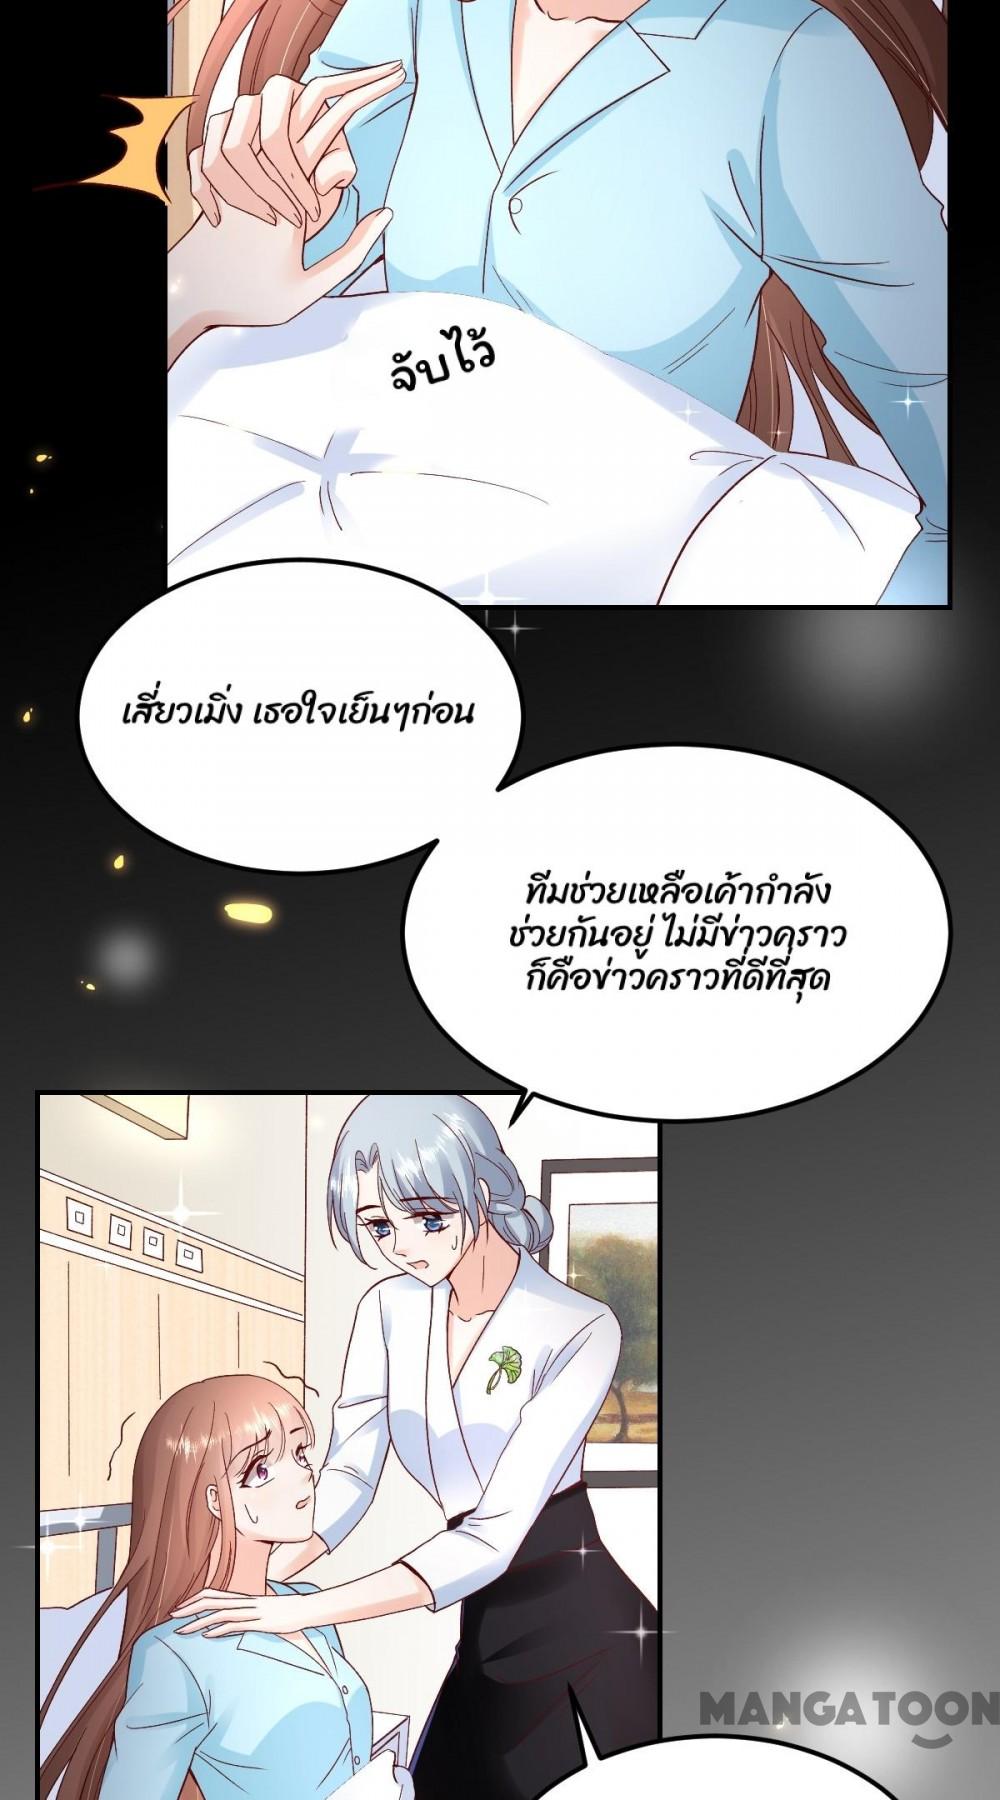 จับไว้
เสี่ยวเมิ่ง เธอใจเย็นๆก่อน
ทีมช่วยเหลือเค้ากำลัง
ช่วยกันอยู่ ไม่มีข่าวคราว
ก็คือข่าวคราวที่ดีที่สุด
MANGATOON